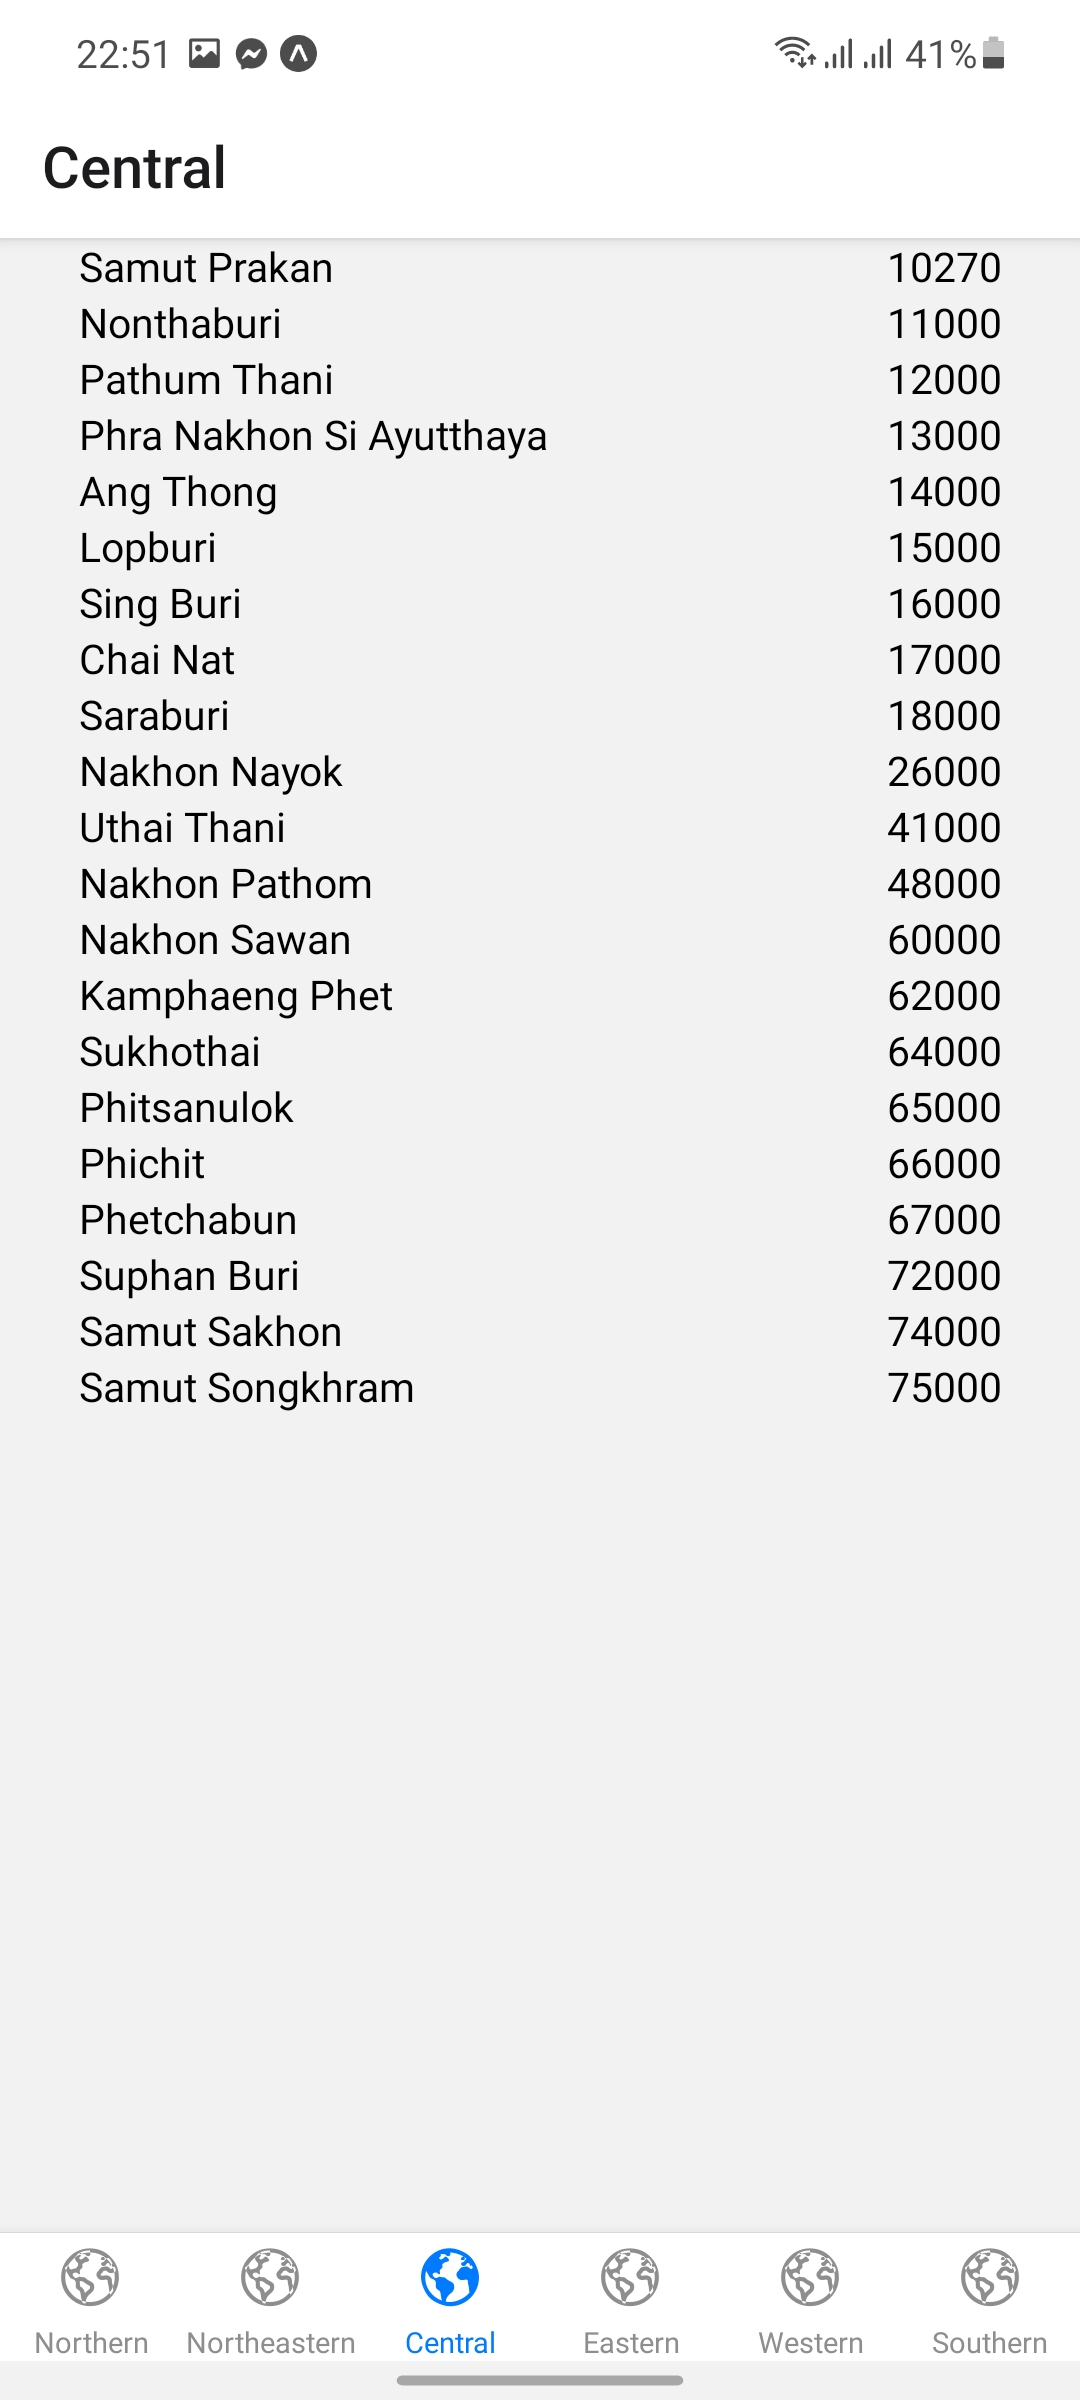 22:51 41%
Central
Samut Prakan 10270
Nonthaburi 11000
Pathum Thani 12000
Phra Nakhon Si Ayutthaya 13000
Ang Thong 14000
Lopburi 15000
Sing Buri 16000
Chai Nat 17000
Saraburi 18000
Nakhon Nayok 26000
Uthai Thani 41000
Nakhon Pathom 48000
Nakhon Sawan 60000
Kamphaeng Phet 62000
Sukhothai 64000
Phitsanulok 65000
Phichit 66000
Phetchabun 67000
Suphan Buri 72000
Samut Sakhon 74000
Samut Songkhram 75000
Northern Northeastern Central Eastern Western Southern